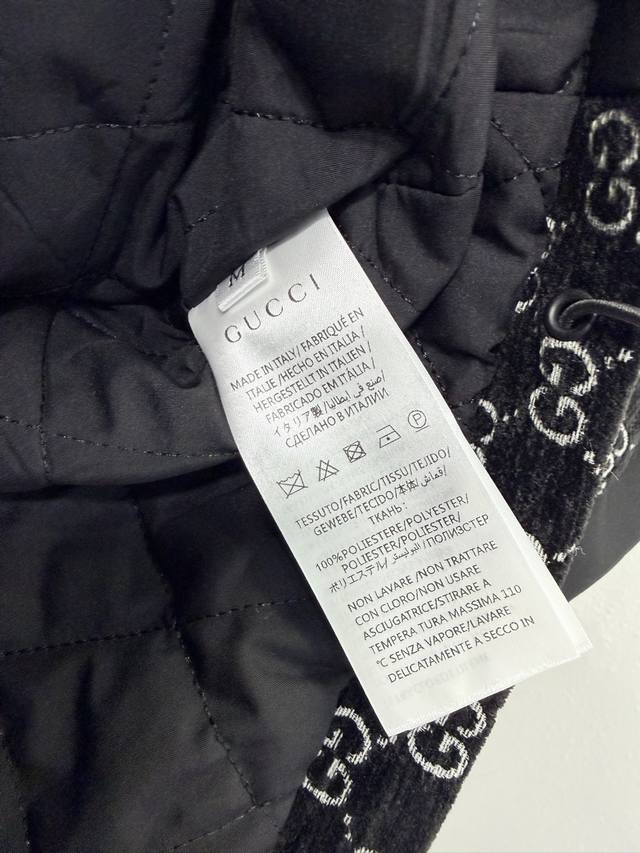 M
GUCCI
MADE IN ITALY/FABRIQUÉ EN
ITALIE/HECHO EN ITALIA/
HERGESTELLT IN ITALIEN/
FABRICADO EM ITÁLIA/
イタリア製/صنع في إيطاليا/
СДЕЛАНО В ИТАЛИИ
TESSUTO/FABRIC/TISSU/TEJIDO/
GEWEBE/TECIDO/本体/قماش/
ТКАНЬ:
100%POLIESTERE/POLYESTER/
POLIESTER/POLYESTER/
ポリエステル/البوليستر/ПОЛИЭСТЕР
NON LAVARE/NON TRATTARE
CON CLORO/NON USARE
ASCIUGATRICE/STIRARE A
TEMPERA TURA MASSIMA 110
°C SENZA VAPORE/LAVARE
DELICATAMENTE A SECCO IN